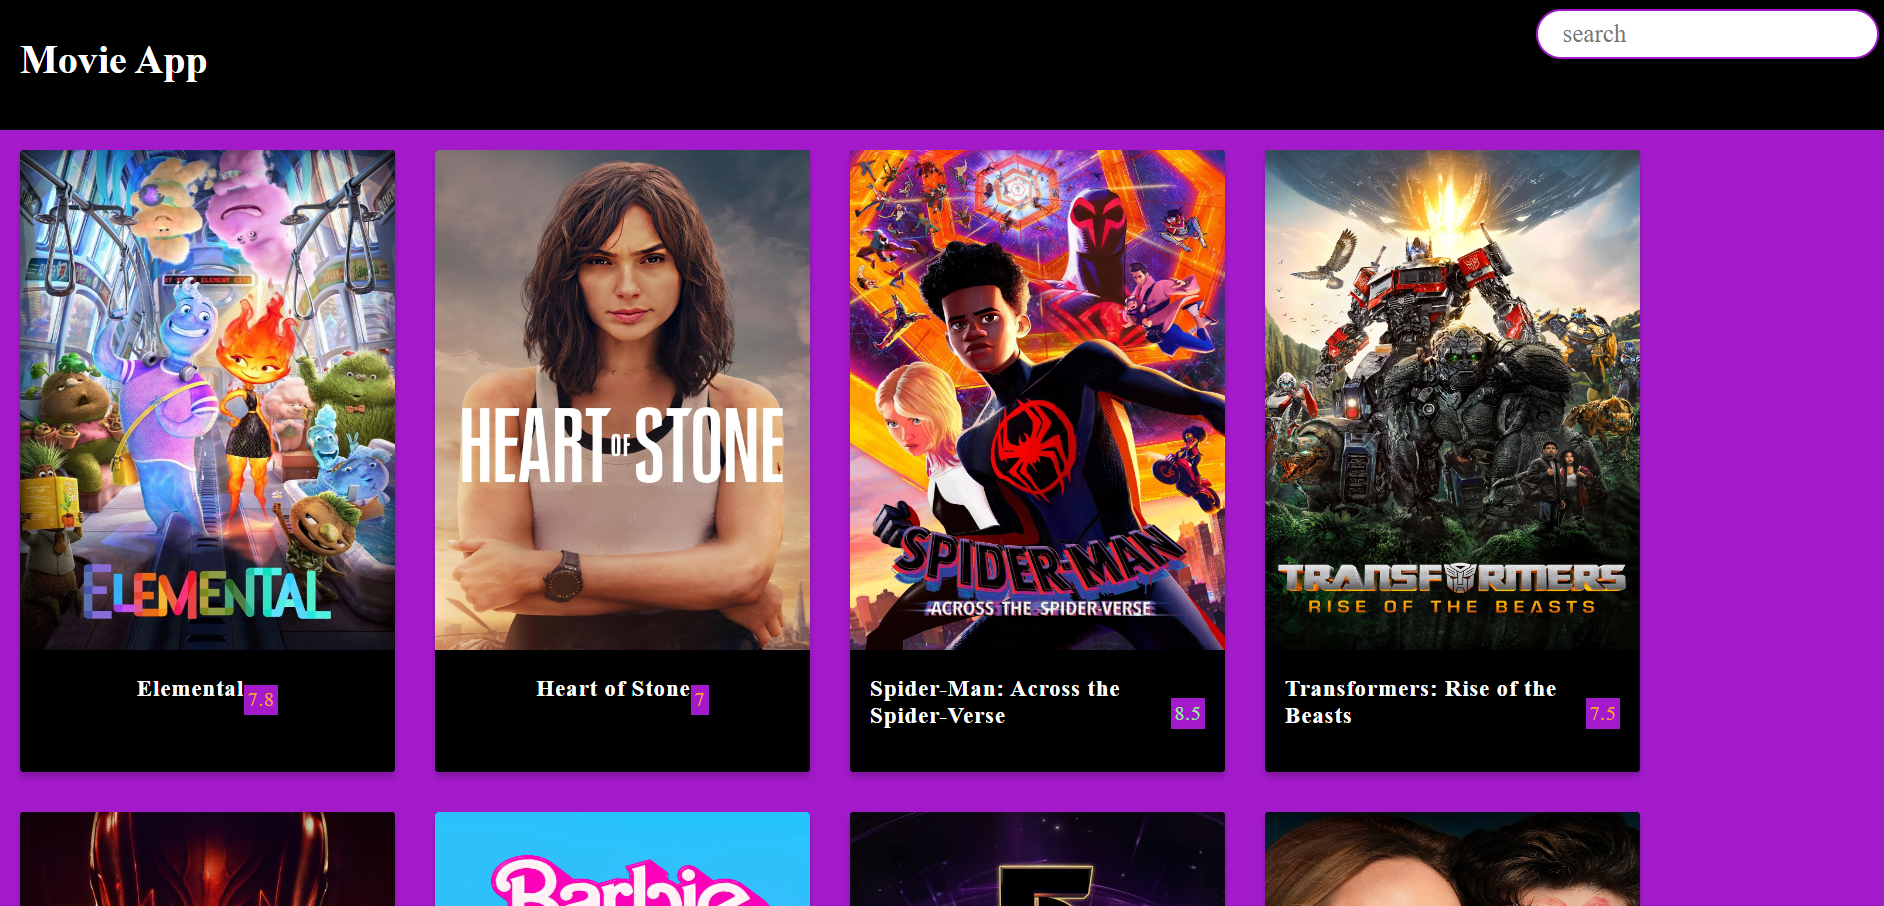 Movie App
search
ELEMENT CITY
ELEMENTAL
HEART OF STONE
SPIDER-MAN
ACROSS THE SPIDER-VERSE
TRANSFORMERS
RISE OF THE BEASTS
Elemental
7.8
Heart of Stone
7
Spider-Man: Across the
Spider-Verse
8.5
Transformers: Rise of the
Beasts
7.5
Barbie